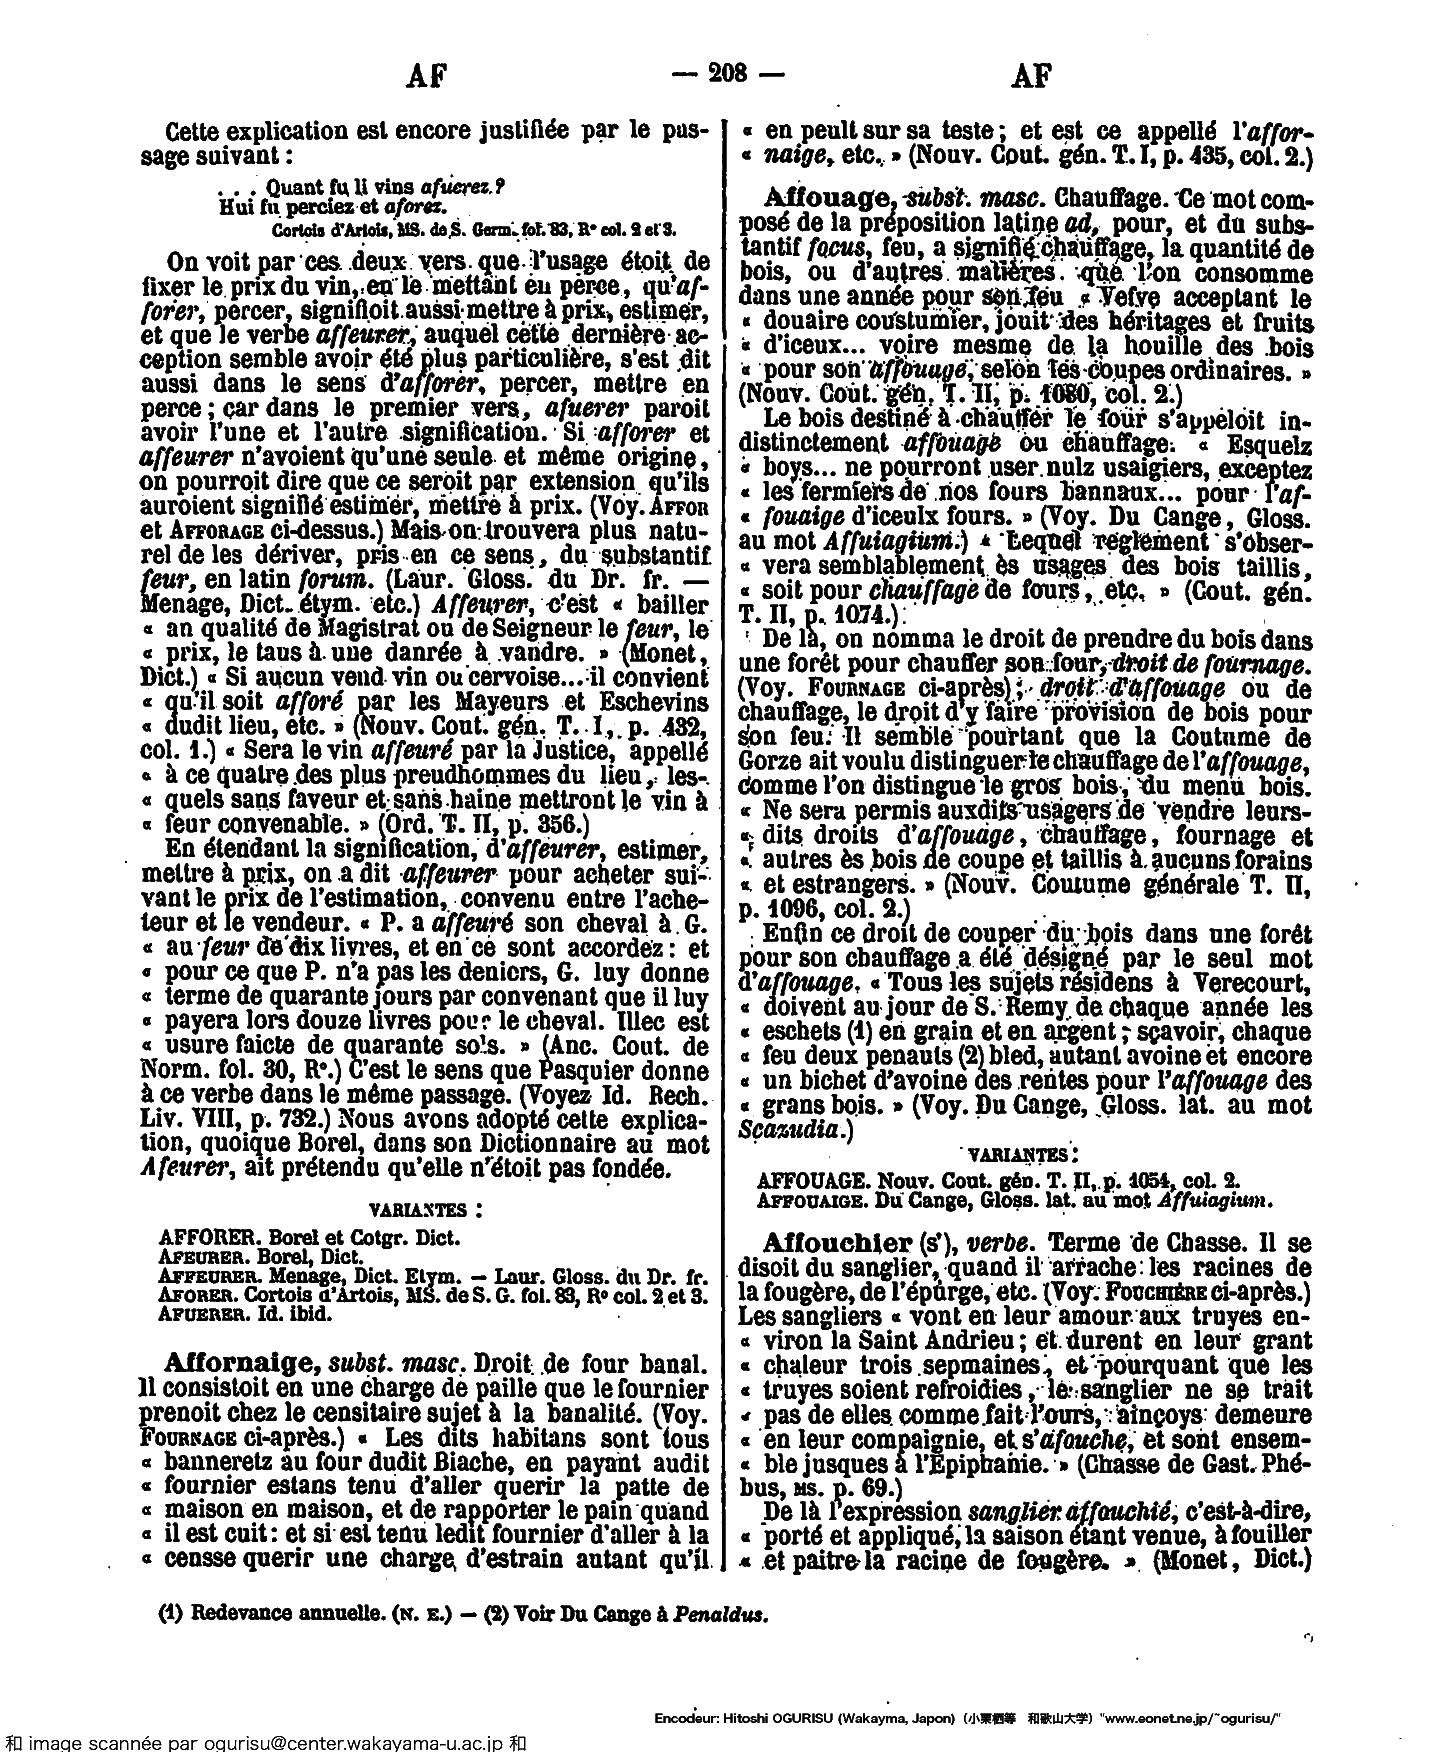 AF — 208 — AF
Cette explication est encore justifiée par le pas-
sage suivant :
. . . Quant fu li vins afuerez ?
Hui fu perciez et aforez.
Cortois d'Artois, MS. de S. Germ. fol. 83, R° col. 2 et 3.
On voit par ces deux vers que l'usage étoit de
fixer le prix du vin, en le mettant en perce, qu'af-
forer, percer, signifioit aussi mettre à prix, estimer,
et que le verbe affeurer, auquel cette dernière ac-
ception semble avoir été plus particulière, s'est dit
aussi dans le sens d'afforer, percer, mettre en
perce ; car dans le premier vers, afuerer paroit
avoir l'une et l'autre signification. Si afforer et
affeurer n'avoient qu'une seule et même origine,
on pourroit dire que ce seroit par extension qu'ils
auroient signifié estimer, mettre à prix. (Voy. AFFOR
et AFFORAGE ci-dessus.) Mais on trouvera plus natu-
rel de les dériver, pris en ce sens, du substantif
feur, en latin forum. (Laur. Gloss. du Dr. fr. —
Menage, Dict. étym. etc.) Affeurer, c'est « bailler
« an qualité de Magistrat ou de Seigneur le feur, le
« prix, le taus à une danrée à vandre. » (Monet,
Dict.) « Si aucun vend vin ou cervoise... il convient
« qu'il soit afforé par les Mayeurs et Eschevins
« dudit lieu, etc. » (Nouv. Cout. gén. T. I, p. 432,
col. 1.) « Sera le vin affeuré par la Justice, appellé
« à ce quatre des plus preudhommes du lieu, les-
« quels sans faveur et sans haine mettront le vin à
« feur convenable. » (Ord. T. II, p. 356.)
En étendant la signification, d'affeurer, estimer,
mettre à prix, on a dit affeurer pour acheter sui-
vant le prix de l'estimation, convenu entre l'ache-
teur et le vendeur. « P. a affeuré son cheval à G.
« au feur de dix livres, et en ce sont accordez : et
« pour ce que P. n'a pas les deniers, G. luy donne
« terme de quarante jours par convenant que il luy
« payera lors douze livres pour le cheval. Illec est
« usure faicte de quarante sols. » (Anc. Cout. de
Norm. fol. 30, R°.) C'est le sens que Pasquier donne
à ce verbe dans le même passage. (Voyez Id. Rech.
Liv. VIII, p. 732.) Nous avons adopté cette explica-
tion, quoique Borel, dans son Dictionnaire au mot
Afeurer, ait prétendu qu'elle n'étoit pas fondée.
VARIANTES :
AFFORER. Borel et Cotgr. Dict.
AFEURER. Borel, Dict.
AFFEURER. Menage, Dict. Etym. — Laur. Gloss. du Dr. fr.
AFORER. Cortois d'Artois, MS. de S. G. fol. 83, R° col. 2 et 3.
AFUERER. Id. ibid.
Affornaige, subst. masc. Droit de four banal.
Il consistoit en une charge de paille que le fournier
prenoit chez le censitaire sujet à la banalité. (Voy.
FOURNAGE ci-après.) « Les dits habitans sont tous
« banneretz au four dudit Biache, en payant audit
« fournier estans tenu d'aller querir la patte de
« maison en maison, et de rapporter le pain quand
« il est cuit : et si est tenu ledit fournier d'aller à la
« censse querir une charge d'estrain autant qu'il
« en peult sur sa teste ; et est ce appellé l'affor-
« naige, etc. » (Nouv. Cout. gén. T. I, p. 435, col. 2.)
Affouage, subst. masc. Chauffage. Ce mot com-
posé de la préposition latine ad, pour, et du subs-
tantif focus, feu, a signifié chauffage, la quantité de
bois, ou d'autres matières que l'on consomme
dans une année pour son feu « Vefve acceptant le
« douaire coustumier, jouit des héritages et fruits
« d'iceux... voire mesme de la houille des bois
« pour son affouage, selon les coupes ordinaires. »
(Nouv. Cout. gén. T. II, p. 1080, col. 2.)
Le bois destiné à chauffer le four s'appeloit in-
distinctement affouage ou chauffage. « Esquelz
« boys... ne pourront user nulz usaigiers, exceptez
« les fermiers de nos fours bannaux... pour l'af-
« fouaige d'iceulx fours. » (Voy. Du Cange, Gloss.
au mot Affuiagium.) « Lequel reglement s'obser-
« vera semblablement ès usages des bois taillis,
« soit pour chauffage de fours, etc. » (Cout. gén.
T. II, p. 1074.)
De là, on nomma le droit de prendre du bois dans
une forêt pour chauffer son four, droit de fournage.
(Voy. FOURNAGE ci-après) ; droit d'affouage ou de
chauffage, le droit d'y faire provision de bois pour
son feu. Il semble pourtant que la Coutume de
Gorze ait voulu distinguer le chauffage de l'affouage,
comme l'on distingue le gros bois, du menu bois.
« Ne sera permis auxdits usagers de vendre leurs-
« dits droits d'affouage, chauffage, fournage et
« autres ès bois de coupe et taillis à aucuns forains
« et estrangers. » (Nouv. Coutume générale T. II,
p. 1096, col. 2.)
Enfin ce droit de couper du bois dans une forêt
pour son chauffage a été désigné par le seul mot
d'affouage. « Tous les sujets résidens à Verecourt,
« doivent au jour de S. Remy de chaque année les
« eschets (1) en grain et en argent ; sçavoir, chaque
« feu deux penauts (2) bled, autant avoine et encore
« un bichet d'avoine des rentes pour l'affouage des
« grans bois. » (Voy. Du Cange, Gloss. lat. au mot
Scazudia.)
VARIANTES :
AFFOUAGE. Nouv. Cout. gén. T. II, p. 1054, col. 2.
AFFOUAIGE. Du Cange, Gloss. lat. au mot Affuiagium.
Affouchier (s'), verbe. Terme de Chasse. Il se
disoit du sanglier, quand il arrache les racines de
la fougère, de l'épurge, etc. (Voy. FOUCHIÈRE ci-après.)
Les sangliers « vont en leur amour aux truyes en-
« viron la Saint Andrieu ; et durent en leur grant
« chaleur trois sepmaines, et pourquant que les
« truyes soient refroidies, le sanglier ne se trait
« pas de elles comme fait l'ours, ainçoys demeure
« en leur compaignie, et s'afouche, et sont ensem-
« ble jusques à l'Epiphanie. » (Chasse de Gast. Phé-
bus, MS. p. 69.)
De là l'expression sanglier affouchié, c'est-à-dire,
« porté et appliqué, la saison étant venue, à fouiller
« et paitre la racine de fougère. » (Monet, Dict.)
(1) Redevance annuelle. (N. E.) — (2) Voir Du Cange à Penaldus.
Encodeur: Hitoshi OGURISU (Wakayma, Japon) (小栗栖等 和歌山大学) "www.eonet.ne.jp/~ogurisu/"
和 image scannée par ogurisu@center.wakayama-u.ac.jp 和